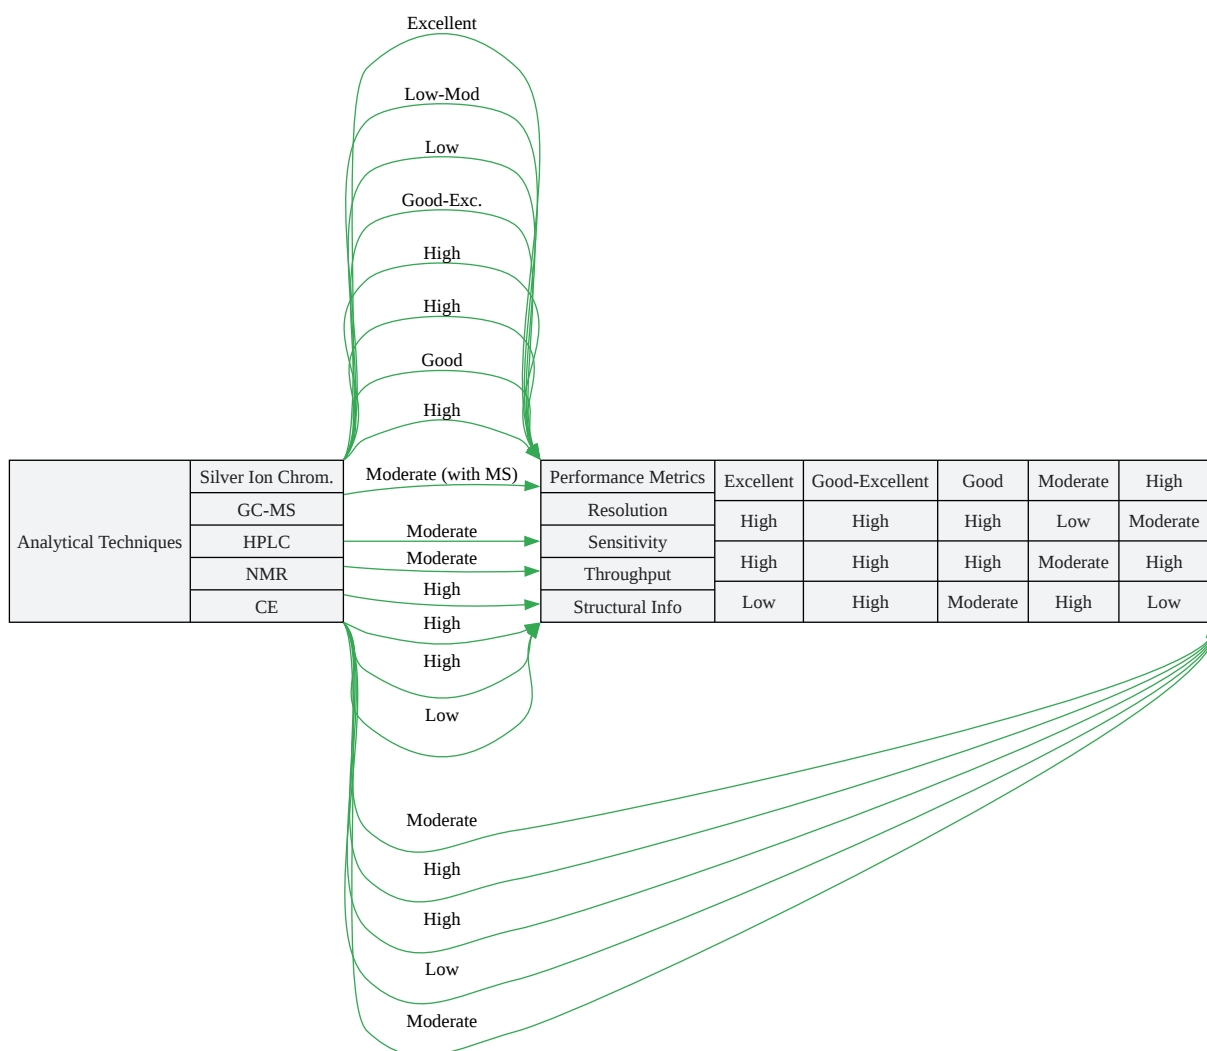 Excellent
Low-Mod
Low
Good-Exc.
High
High
Good
High
Analytical Techniques
Silver Ion Chrom.
GC-MS
HPLC
NMR
CE
Moderate (with MS)
Moderate
Moderate
High
High
High
Low
Performance Metrics
Resolution
Sensitivity
Throughput
Structural Info
Excellent Good-Excellent Good Moderate High
High High High Low Moderate
High High High Moderate High
Low High Moderate High Low
Moderate
High
High
Low
Moderate